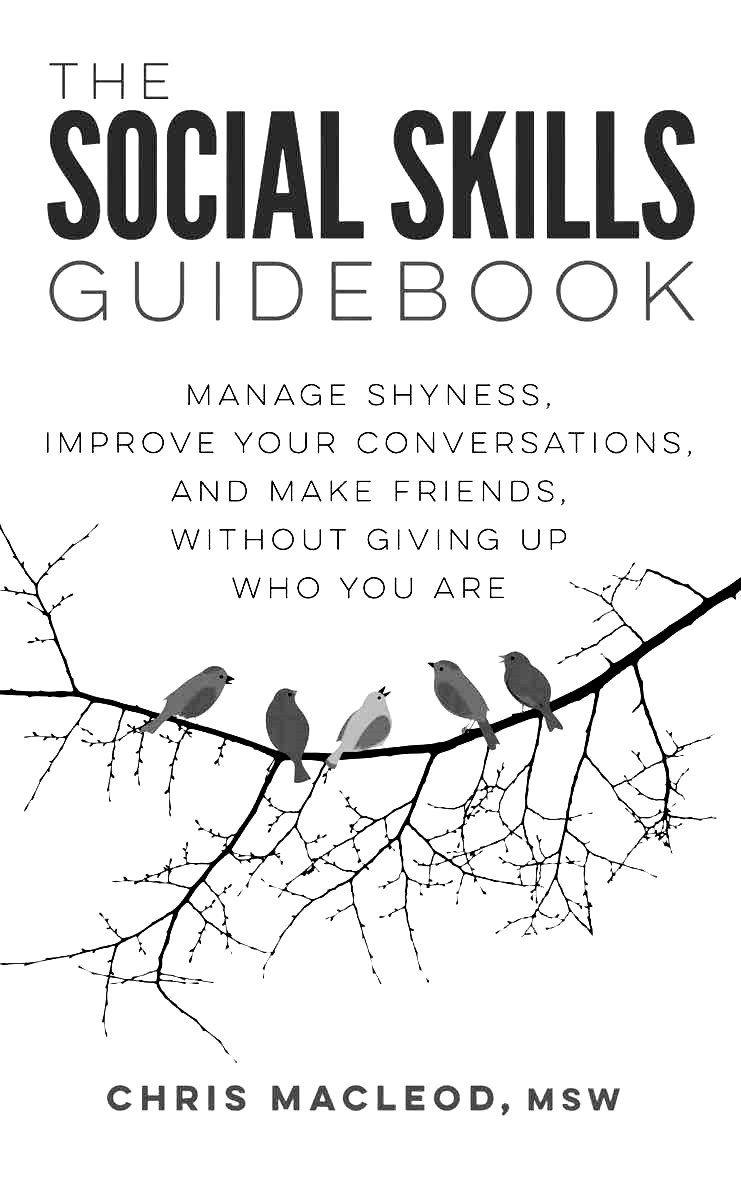 THE
SOCIAL SKILLS
GUIDEBOOK
MANAGE SHYNESS,
IMPROVE YOUR CONVERSATIONS,
AND MAKE FRIENDS,
WITHOUT GIVING UP
WHO YOU ARE
CHRIS MACLEOD, MSW